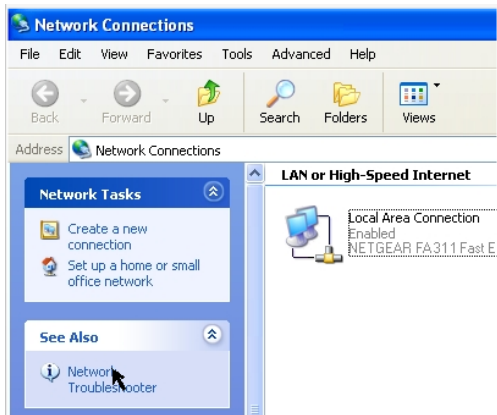 Network Connections
File Edit View Favorites Tools Advanced Help
Back Forward Up Search Folders Views
Address Network Connections
Network Tasks
Create a new
connection
Set up a home or small
office network
See Also
Network
Troubleshooter
LAN or High-Speed Internet
Local Area Connection
Enabled
NETGEAR FA311 Fast E